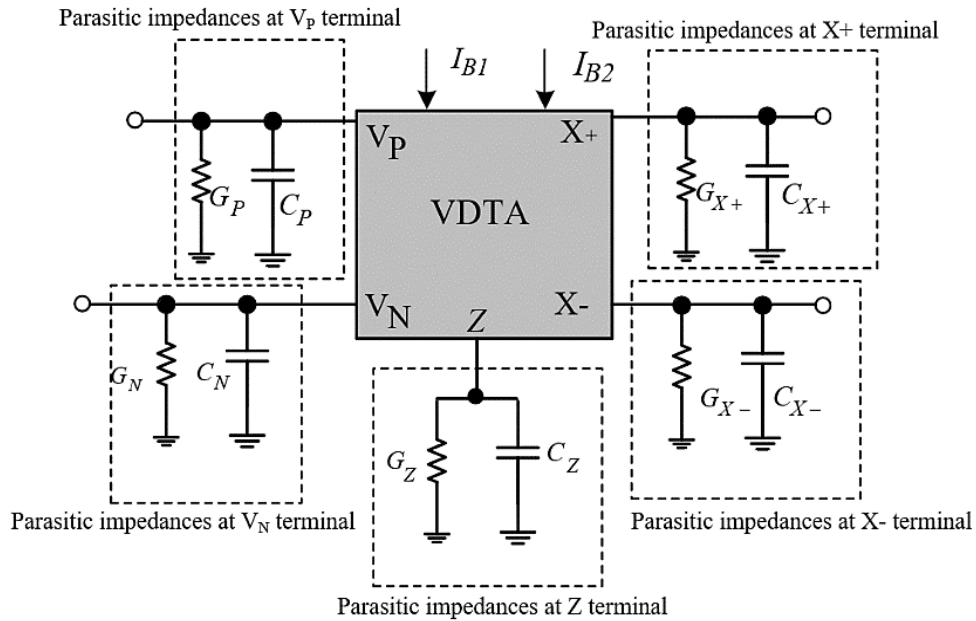 Parasitic impedances at V_P terminal
Parasitic impedances at X+ terminal
I_B1
I_B2
V_P
X+
G_P
C_P
VDTA
G_X+
C_X+
V_N
X-
Z
G_N
C_N
G_X-
C_X-
G_Z
C_Z
Parasitic impedances at V_N terminal
Parasitic impedances at X- terminal
Parasitic impedances at Z terminal